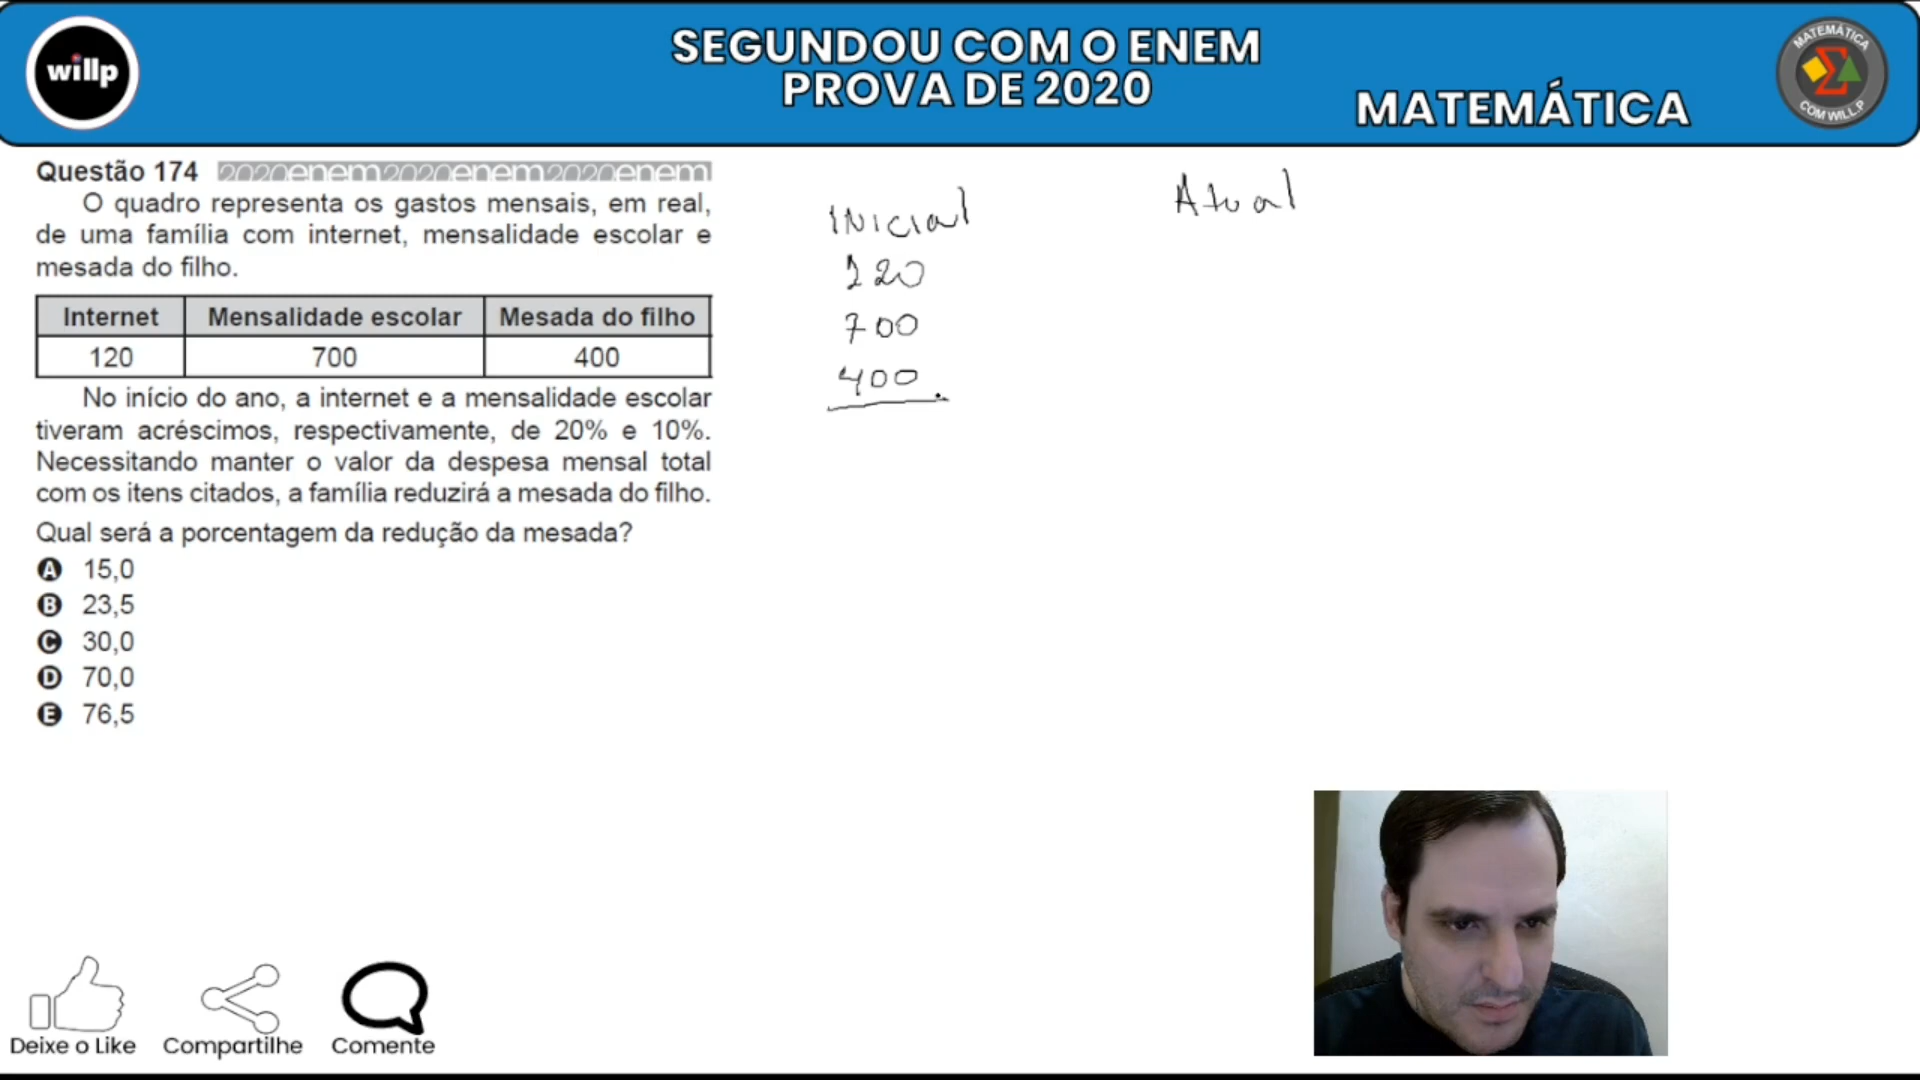 willp
SEGUNDOU COM O ENEM
PROVA DE 2020
MATEMÁTICA
MATEMÁTICA
COM WILL.P
Questão 174 2020enem2020enem2020enem
O quadro representa os gastos mensais, em real,
de uma família com internet, mensalidade escolar e
mesada do filho.
Internet Mensalidade escolar Mesada do filho
120 700 400
No início do ano, a internet e a mensalidade escolar
tiveram acréscimos, respectivamente, de 20% e 10%.
Necessitando manter o valor da despesa mensal total
com os itens citados, a família reduzirá a mesada do filho.
Qual será a porcentagem da redução da mesada?
A 15,0
B 23,5
C 30,0
D 70,0
E 76,5
Inicial
120
700
400
Atual
Deixe o Like
Compartilhe
Comente